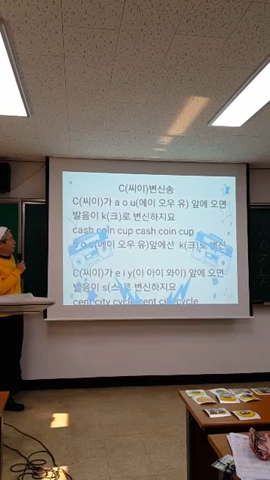 C(씨이)변신송
C(씨이)가 a o u(에이 오우 유) 앞에 오면
발음이 k(크)로 변신하지요
cash coin cup cash coin cup
a o u(에이 오우 유)앞에선 k(크)로 변신
C(씨이)가 e i y(이 아이 와이) 앞에 오면
발음이 s(스)로 변신하지요
cent city cycle cent city cycle